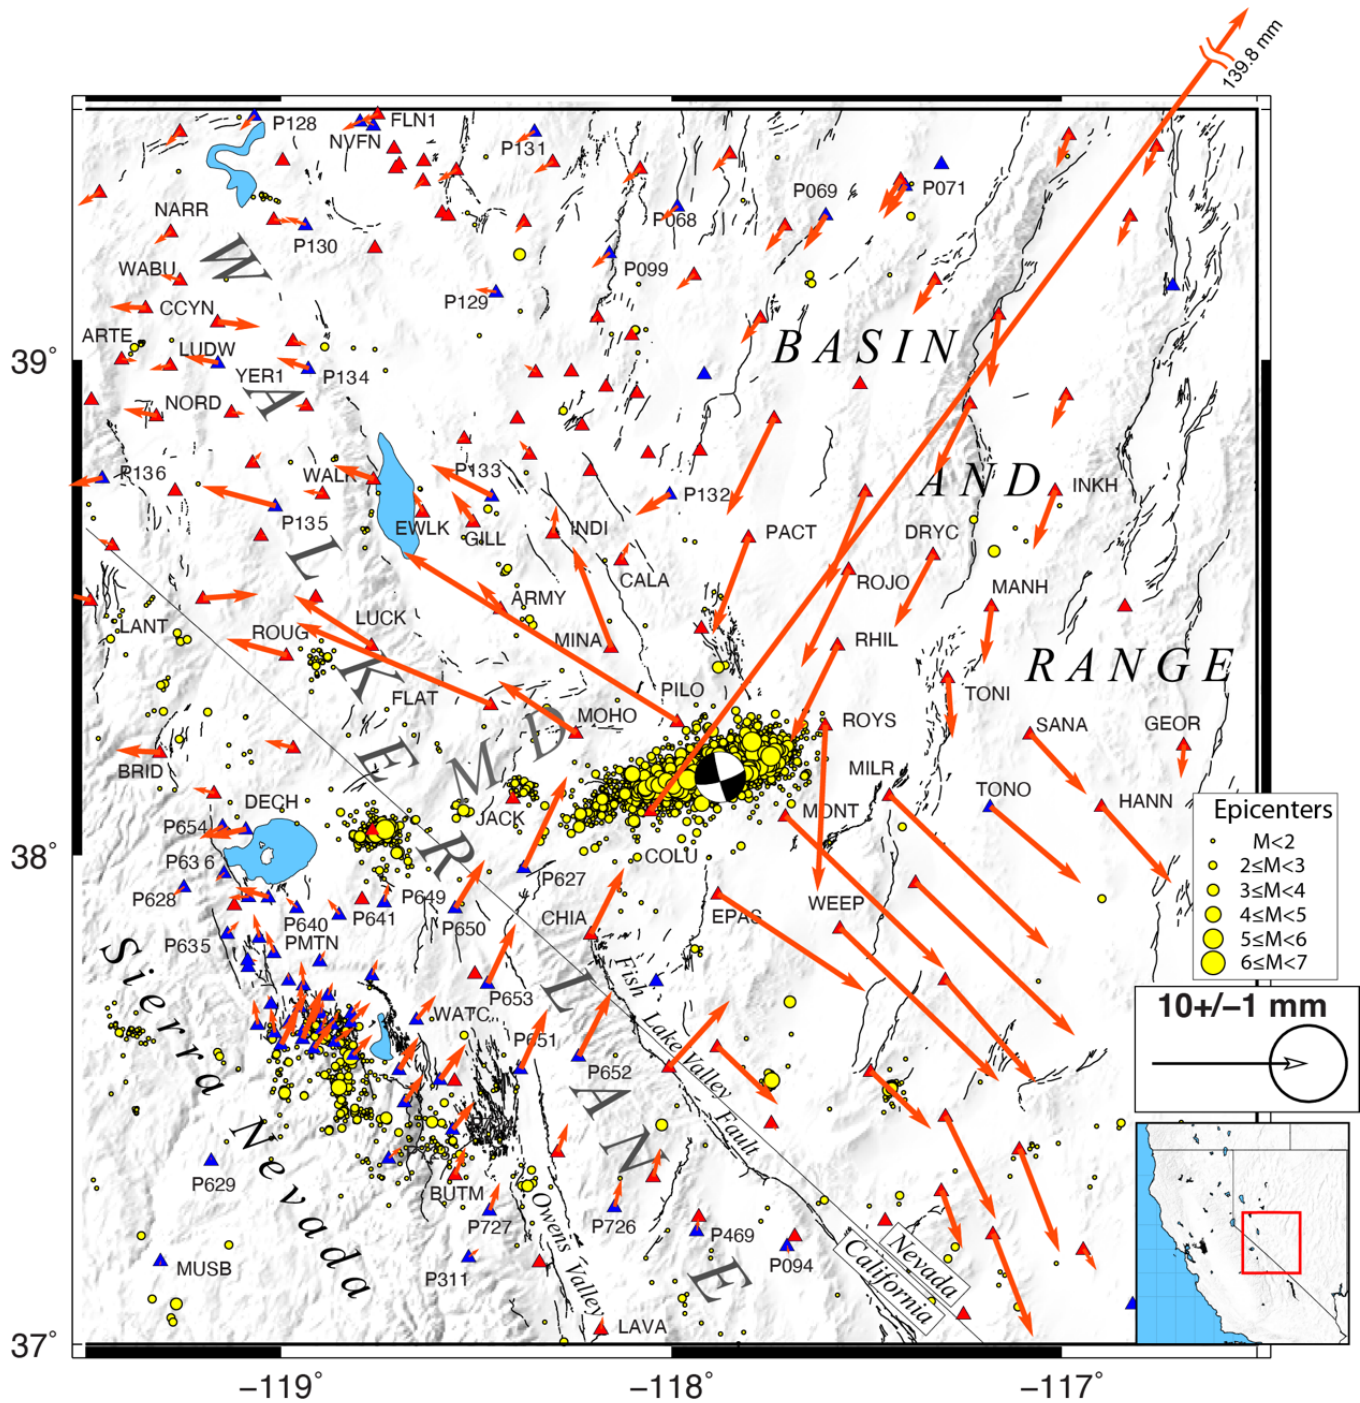 139.8 mm
P128
FLN1
NVFN
P131
P069
P071
NARR
P130
P068
WABU
P099
CCYN
P129
ARTE
LUDW
BASIN
39°
YER1
P134
NORD
WALK
P133
P136
P132
AND
INKH
P135
EWLK
GILL
INDI
PACT
DRYC
CALA
ROJO
MANH
ARMY
LANT
ROUG
LUCK
MINA
RHIL
RANGE
FLAT
PILO
TONI
MOHO
ROYS
SANA
GEOR
BRID
MILR
TONO
HANN
DECH
JACK
MONT
P654
38°
COLU
P636
P627
P628
P649
P640
P641
P650
CHIA
EPAS
WEEP
P635
PMTN
P653
WATC
P651
P652
P629
BUTM
P727
P726
P469
P094
MUSB
P311
LAVA
37°
WALKER LANE
MD
Sierra Nevada
Fish Lake Valley Fault
Owens Valley
Nevada
California
Epicenters
M<2
2≤M<3
3≤M<4
4≤M<5
5≤M<6
6≤M<7
10+/−1 mm
−119°
−118°
−117°